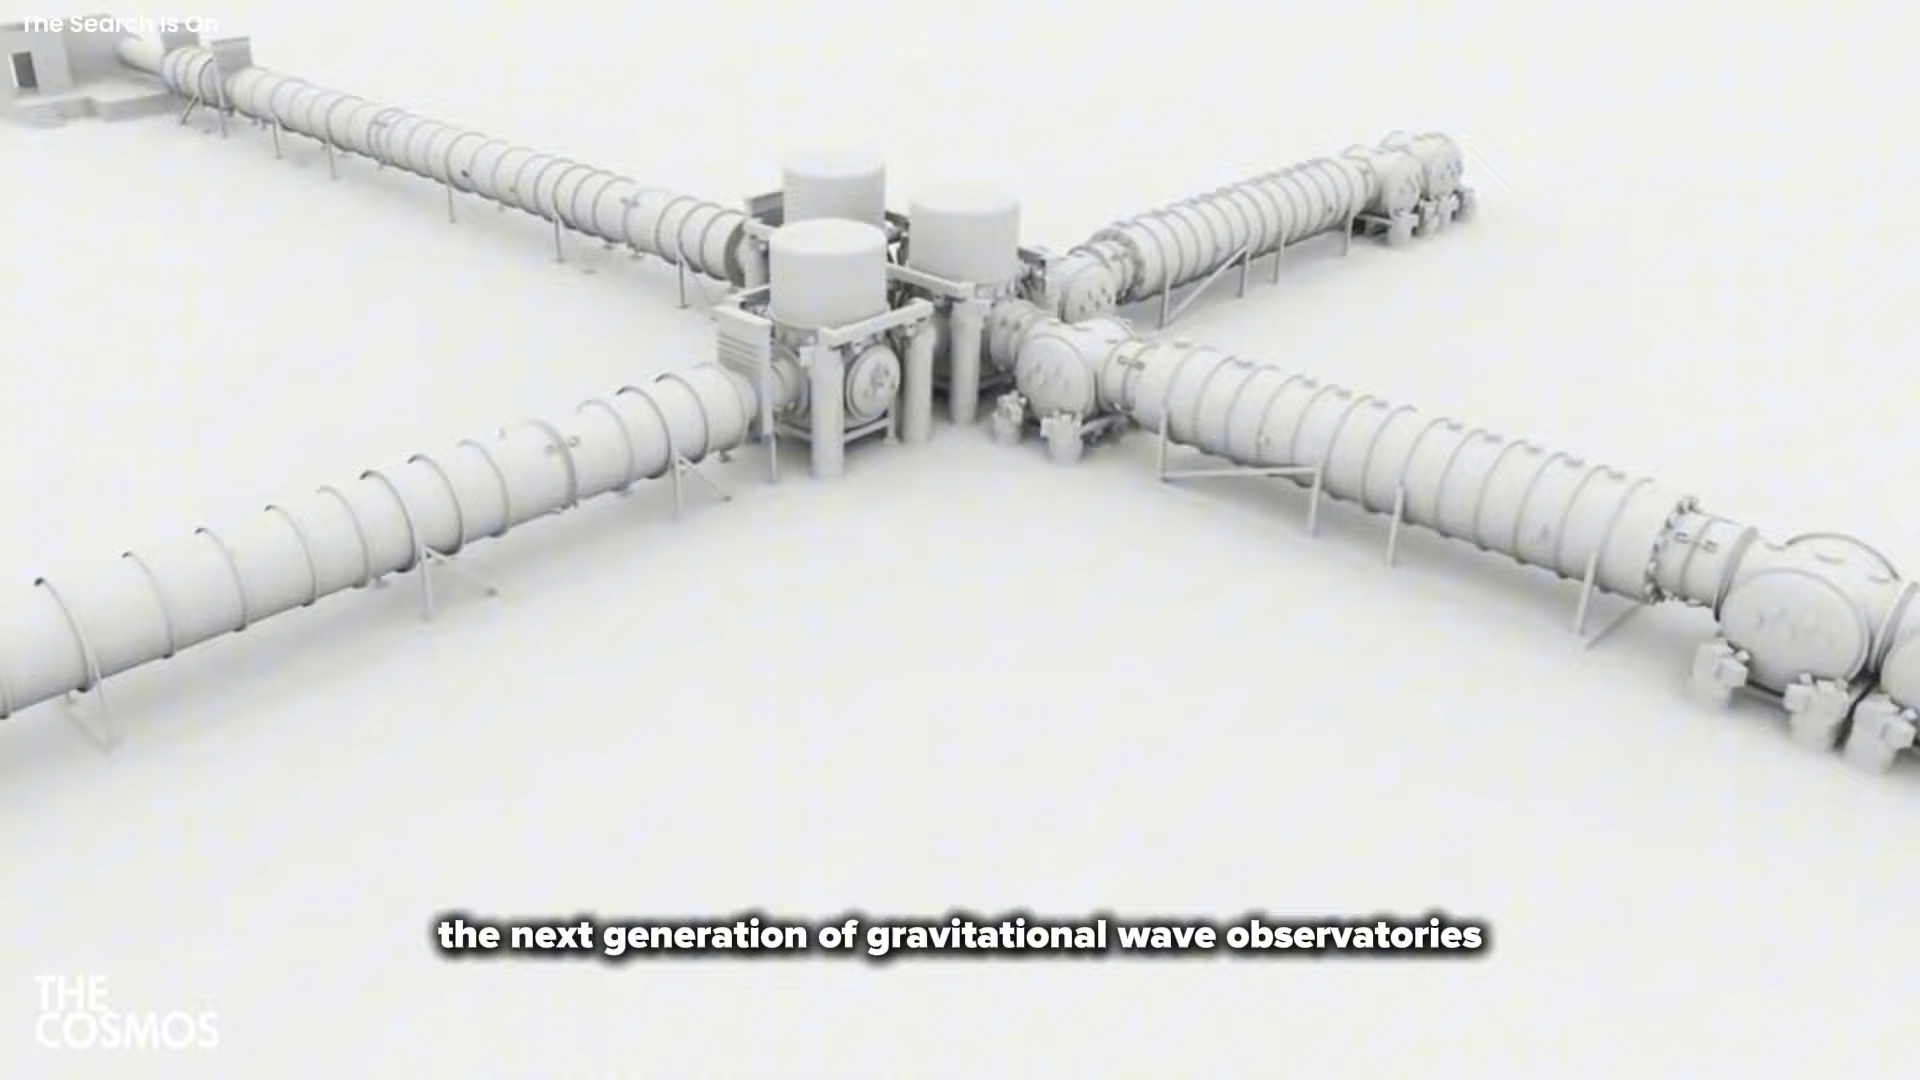 The Search is On
the next generation of gravitational wave observatories
THE
COSMOS